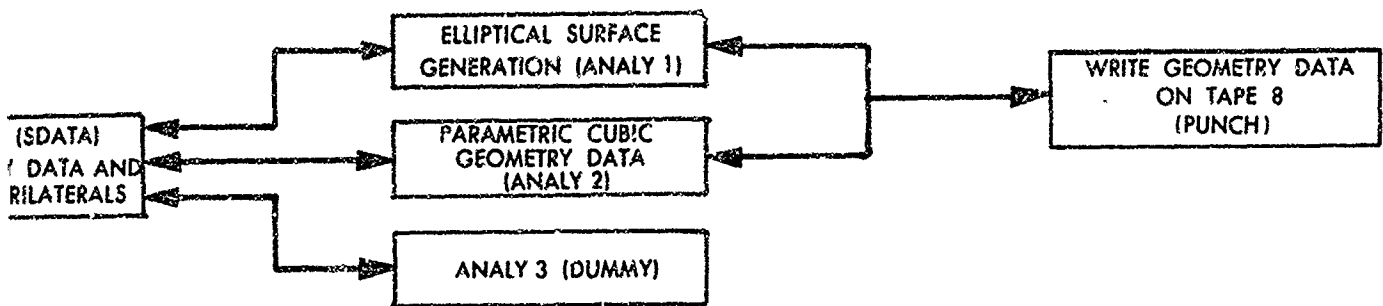 ELLIPTICAL SURFACE
GENERATION (ANALY 1)
WRITE GEOMETRY DATA
ON TAPE 8
(PUNCH)
(SDATA)
DATA AND
RILATERALS
PARAMETRIC CUBIC
GEOMETRY DATA
(ANALY 2)
ANALY 3 (DUMMY)